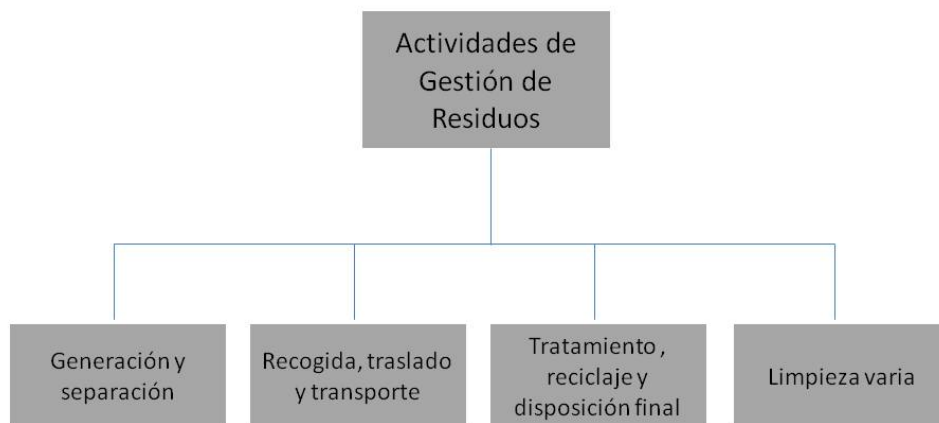 Actividades de
Gestión de
Residuos
Generación y
separación
Recogida, traslado
y transporte
Tratamiento ,
reciclaje y
disposición final
Limpieza varia